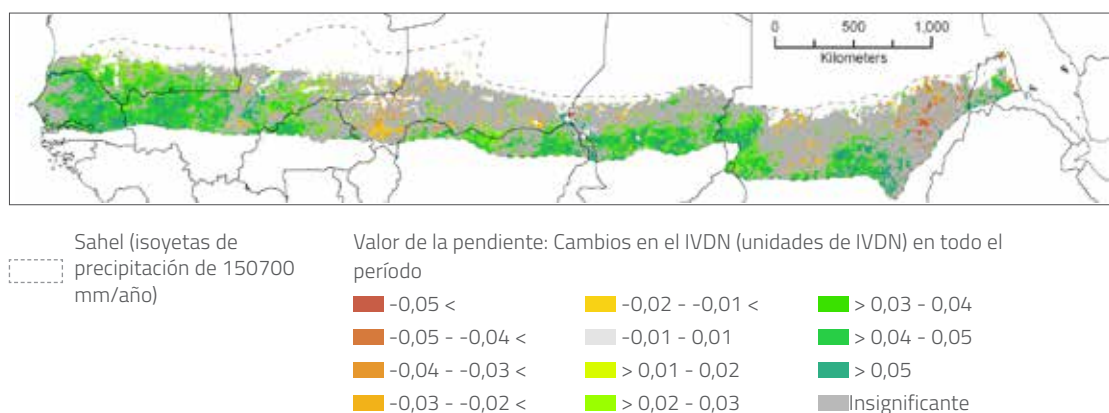 0 500 1,000
Kilometers
Sahel (isoyetas de
precipitación de 150700
mm/año)
Valor de la pendiente: Cambios en el IVDN (unidades de IVDN) en todo el
período
-0,05 <
-0,05 - -0,04 <
-0,04 - -0,03 <
-0,03 - -0,02 <
-0,02 - -0,01 <
-0,01 - 0,01
> 0,01 - 0,02
> 0,02 - 0,03
> 0,03 - 0,04
> 0,04 - 0,05
> 0,05
Insignificante